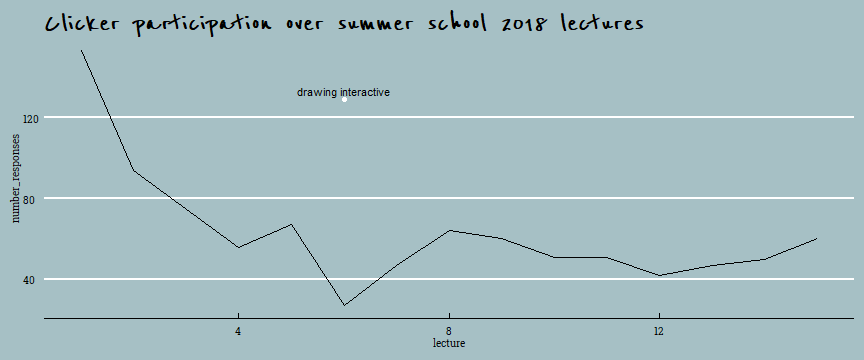 Clicker participation over summer school 2018 lectures
drawing interactive
120
80
40
number_responses
4 8 12
lecture